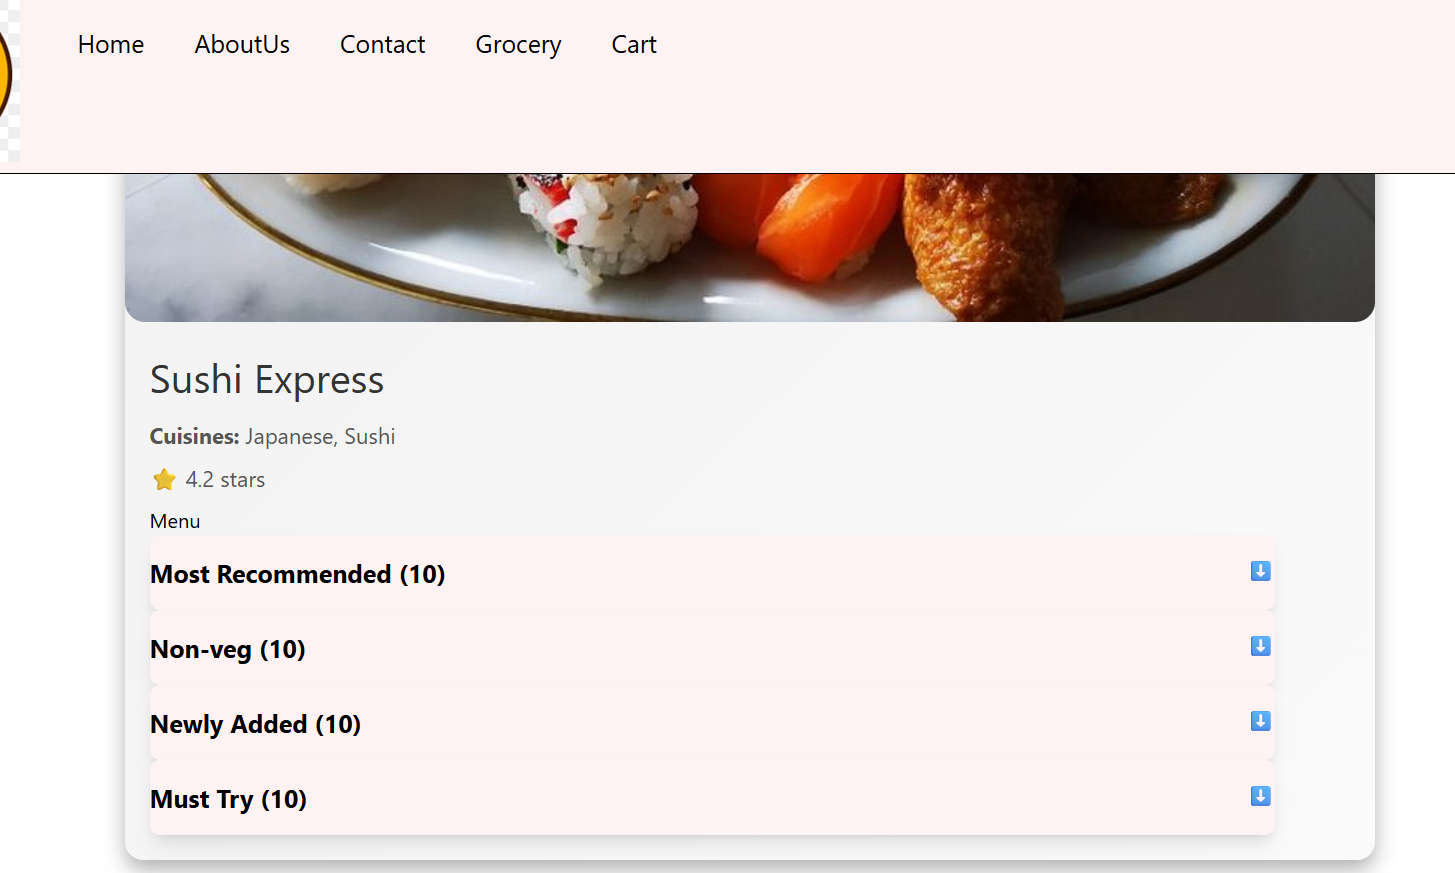 Home AboutUs Contact Grocery Cart
Sushi Express
Cuisines: Japanese, Sushi
⭐ 4.2 stars
Menu
Most Recommended (10) ⬇️
Non-veg (10) ⬇️
Newly Added (10) ⬇️
Must Try (10) ⬇️